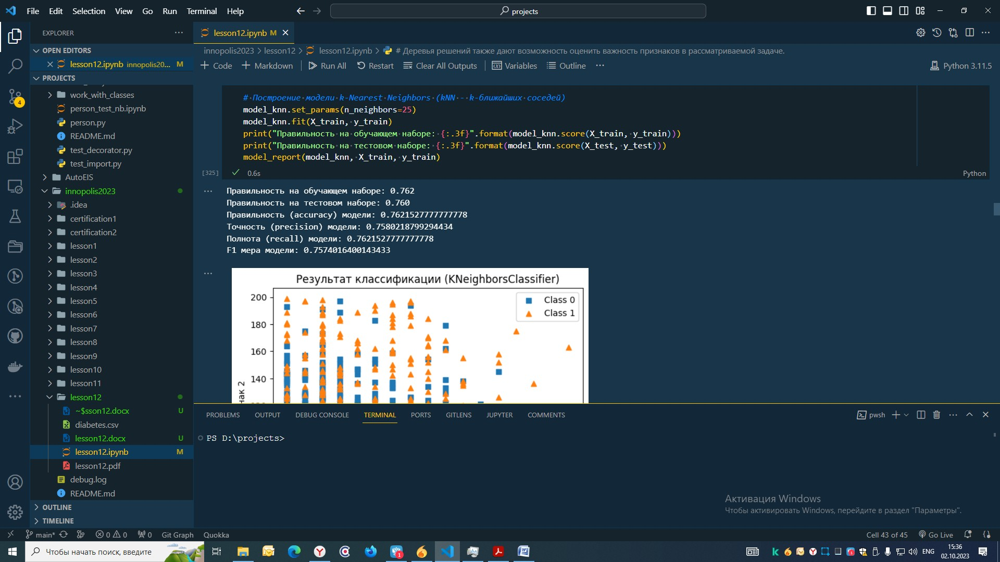 File Edit Selection View Go Run Terminal Help
projects
EXPLORER
OPEN EDITORS
lesson12.ipynb innopolis20... M
PROJECTS
work_with_classes
person_test_nb.ipynb
person.py
README.md
test_decorator.py
test_import.py
AutoEIS
innopolis2023
.idea
certification1
certification2
lesson1
lesson2
lesson3
lesson4
lesson5
lesson6
lesson7
lesson8
lesson9
lesson10
lesson11
lesson12
~$sson12.docx U
diabetes.csv
lesson12.docx U
lesson12.ipynb M
lesson12.pdf
debug.log
README.md
OUTLINE
TIMELINE
4
lesson12.ipynb M
innopolis2023 > lesson12 > lesson12.ipynb > # Деревья решений также дают возможность оценить важность признаков в рассматриваемой задаче.
Code Markdown Run All Restart Clear All Outputs Variables Outline ... Python 3.11.5
# Построение модели k-Nearest Neighbors (kNN - k-ближайших соседей)
model_knn.set_params(n_neighbors=25)
model_knn.fit(X_train, y_train)
print("Правильность на обучающем наборе: {:.3f}".format(model_knn.score(X_train, y_train)))
print("Правильность на тестовом наборе: {:.3f}".format(model_knn.score(X_test, y_test)))
model_report(model_knn, X_train, y_train)
[325] 0.6s Python
Правильность на обучающем наборе: 0.762
Правильность на тестовом наборе: 0.760
Правильность (accuracy) модели: 0.7621527777777778
Точность (precision) модели: 0.7580218799294434
Полнота (recall) модели: 0.7621527777777778
F1 мера модели: 0.7574016400143433
Результат классификации (KNeighborsClassifier)
Class 0
Class 1
200
180
160
140
нак 2
PROBLEMS OUTPUT DEBUG CONSOLE TERMINAL PORTS GITLENS JUPYTER COMMENTS
pwsh
PS D:\projects>
Активация Windows
Чтобы активировать Windows, перейдите в раздел "Параметры".
main* 0 0 0 Git Graph Quokka Cell 43 of 45 Go Live
Чтобы начать поиск, введите
1
ENG
15:36
02.10.2023